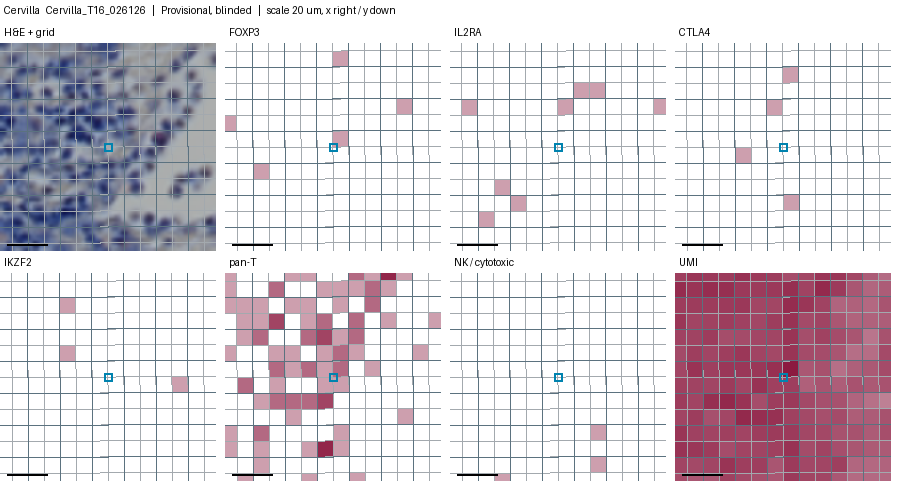 Cervilla Cervilla_T16_026126 | Provisional, blinded | scale 20 um, x right / y down
H&E + grid
FOXP3
IL2RA
CTLA4
IKZF2
pan-T
NK / cytotoxic
UMI